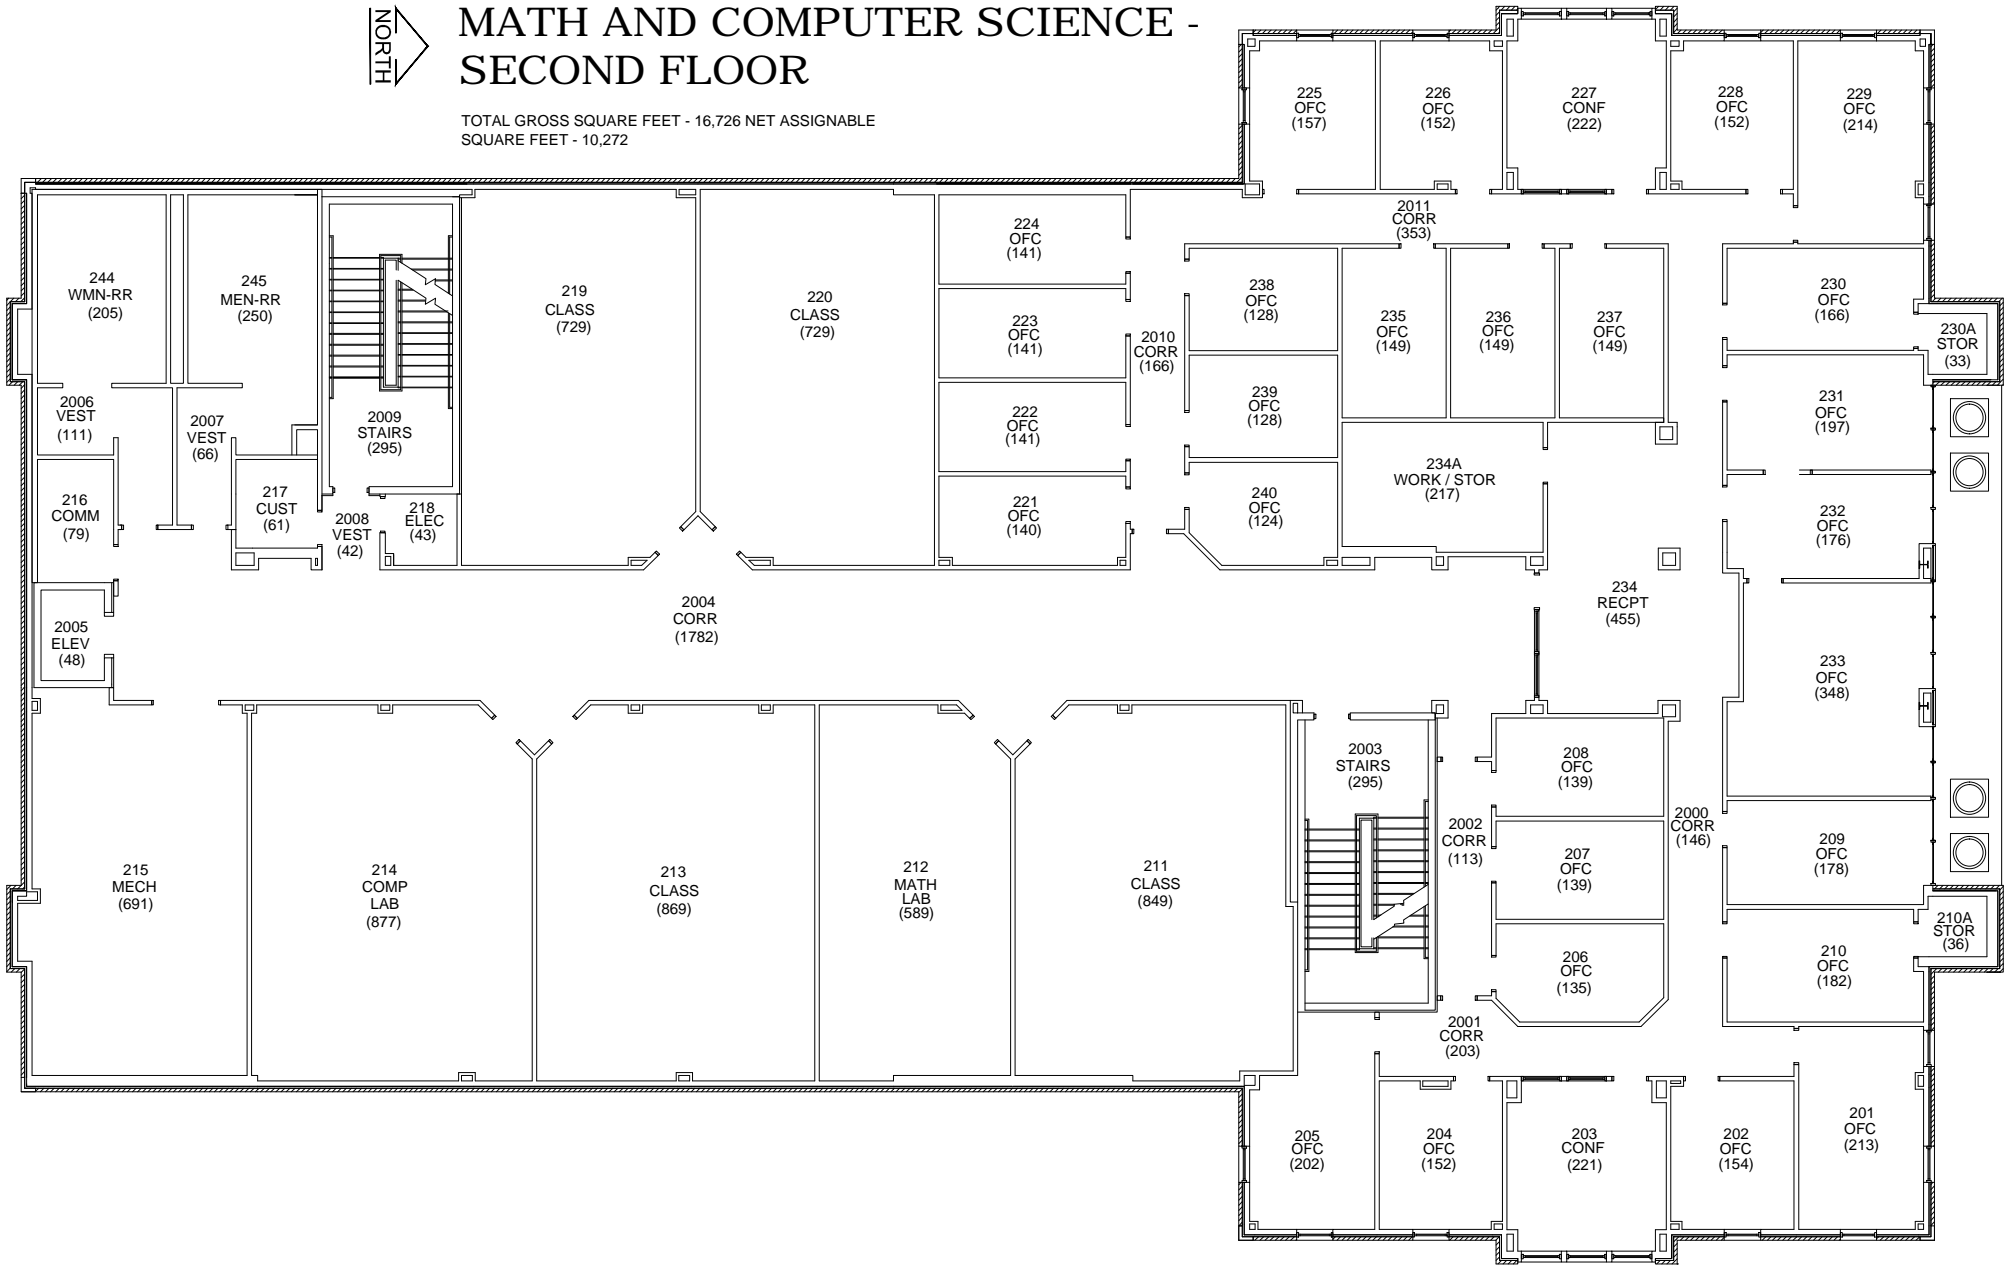 NORTH
MATH AND COMPUTER SCIENCE -
SECOND FLOOR
TOTAL GROSS SQUARE FEET - 16,726 NET ASSIGNABLE
SQUARE FEET - 10,272
225
OFC
(157)
226
OFC
(152)
227
CONF
(222)
228
OFC
(152)
229
OFC
(214)
2011
CORR
(353)
244
WMN-RR
(205)
245
MEN-RR
(250)
219
CLASS
(729)
220
CLASS
(729)
224
OFC
(141)
223
OFC
(141)
222
OFC
(141)
221
OFC
(140)
2010
CORR
(166)
238
OFC
(128)
239
OFC
(128)
240
OFC
(124)
235
OFC
(149)
236
OFC
(149)
237
OFC
(149)
230
OFC
(166)
230A
STOR
(33)
231
OFC
(197)
232
OFC
(176)
234A
WORK / STOR
(217)
2006
VEST
(111)
2007
VEST
(66)
2009
STAIRS
(295)
216
COMM
(79)
217
CUST
(61)
2008
VEST
(42)
218
ELEC
(43)
2005
ELEV
(48)
2004
CORR
(1782)
234
RECPT
(455)
233
OFC
(348)
215
MECH
(691)
214
COMP
LAB
(877)
213
CLASS
(869)
212
MATH
LAB
(589)
211
CLASS
(849)
2003
STAIRS
(295)
2002
CORR
(113)
208
OFC
(139)
207
OFC
(139)
206
OFC
(135)
2000
CORR
(146)
209
OFC
(178)
210
OFC
(182)
210A
STOR
(36)
2001
CORR
(203)
205
OFC
(202)
204
OFC
(152)
203
CONF
(221)
202
OFC
(154)
201
OFC
(213)